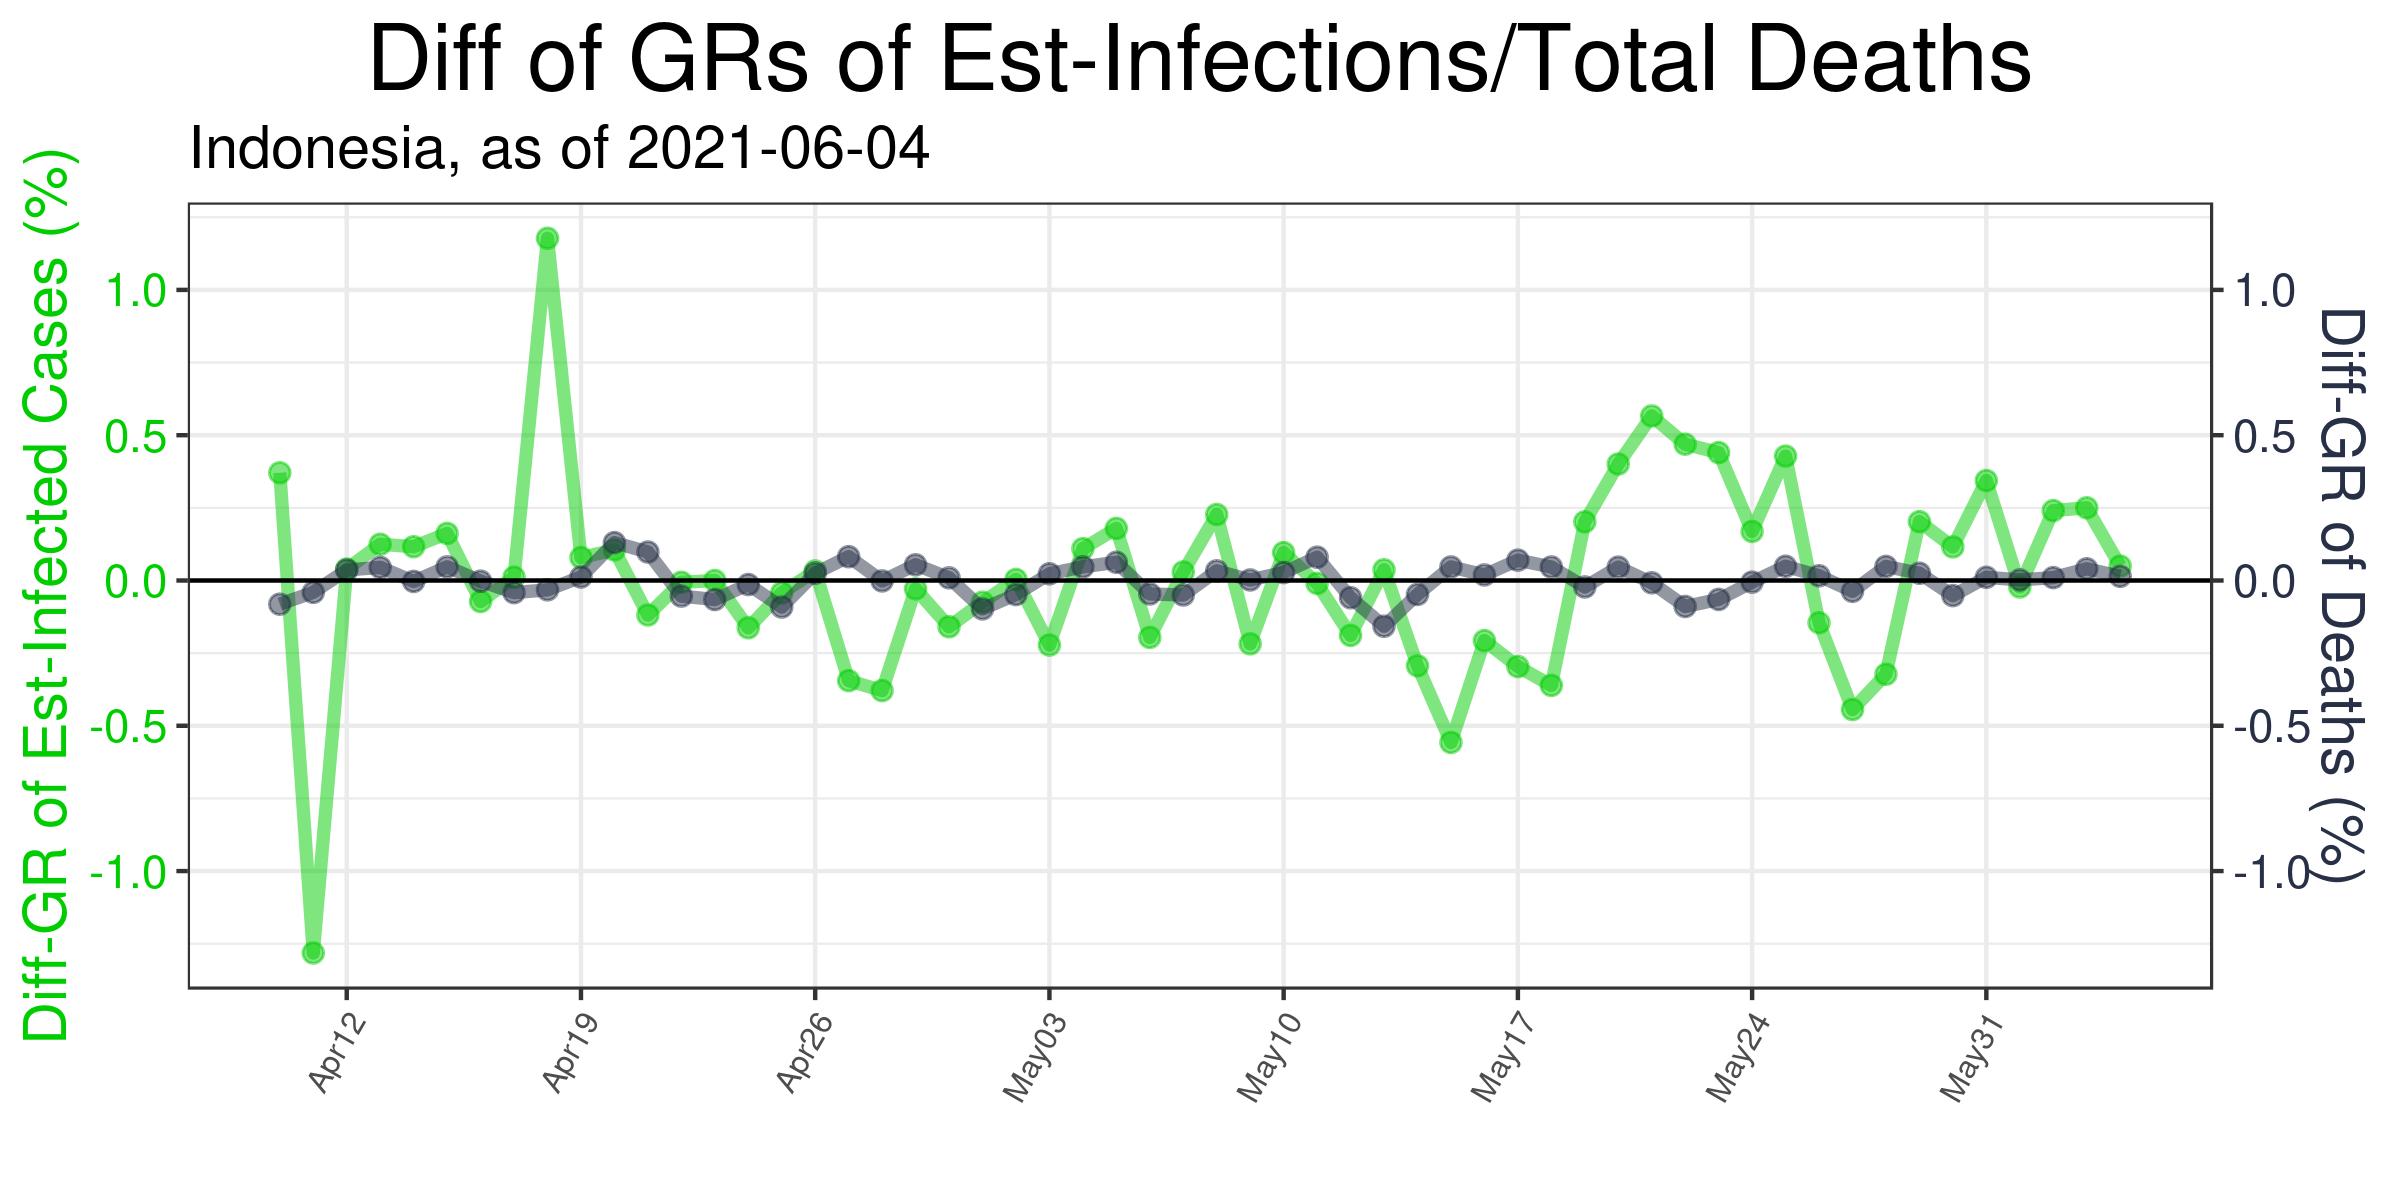 Diff of GRs of Est-Infections/Total Deaths
Indonesia, as of 2021-06-04
Diff-GR of Est-Infected Cases (%)
1.0
0.5
0.0
-0.5
-1.0
1.0
0.5
0.0
-0.5
-1.0
Diff-GR of Deaths (%)
Apr12
Apr19
Apr26
May03
May10
May17
May24
May31